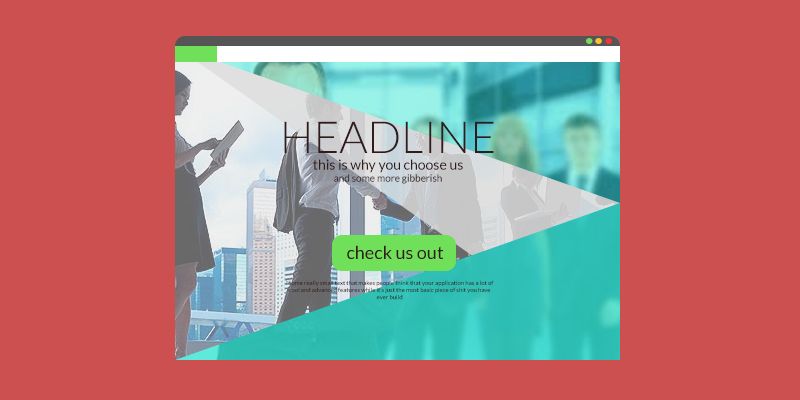 HEADLINE
this is why you choose us
and some more gibberish
check us out
some really small text that makes people think that your application has a lot of
cool and advanced features while it's just the most basic piece of shit you have
ever build